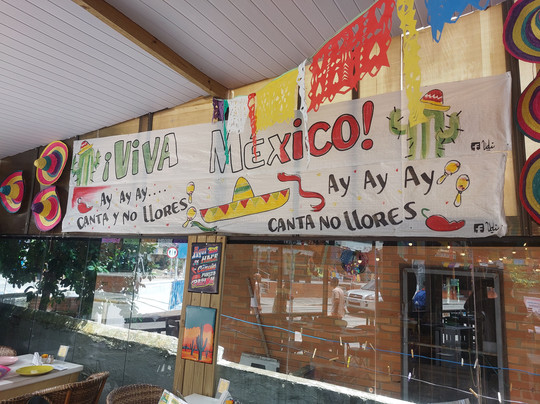 ¡VIVA MEXICO!
AY AY AY....
CANTA Y NO LLORES
AY AY AY
CANTA NO LLORES